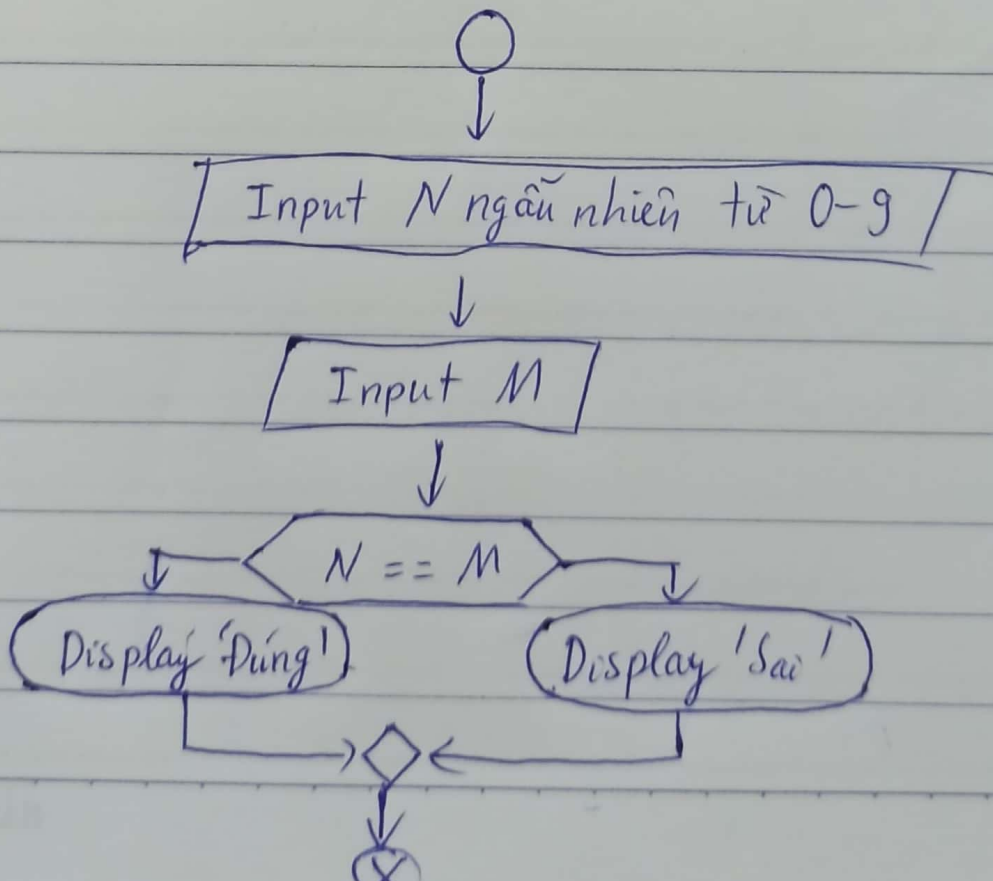 Input N ngẫu nhiên từ 0-9
Input M
N == M
Display 'Đúng'
Display 'Sai'